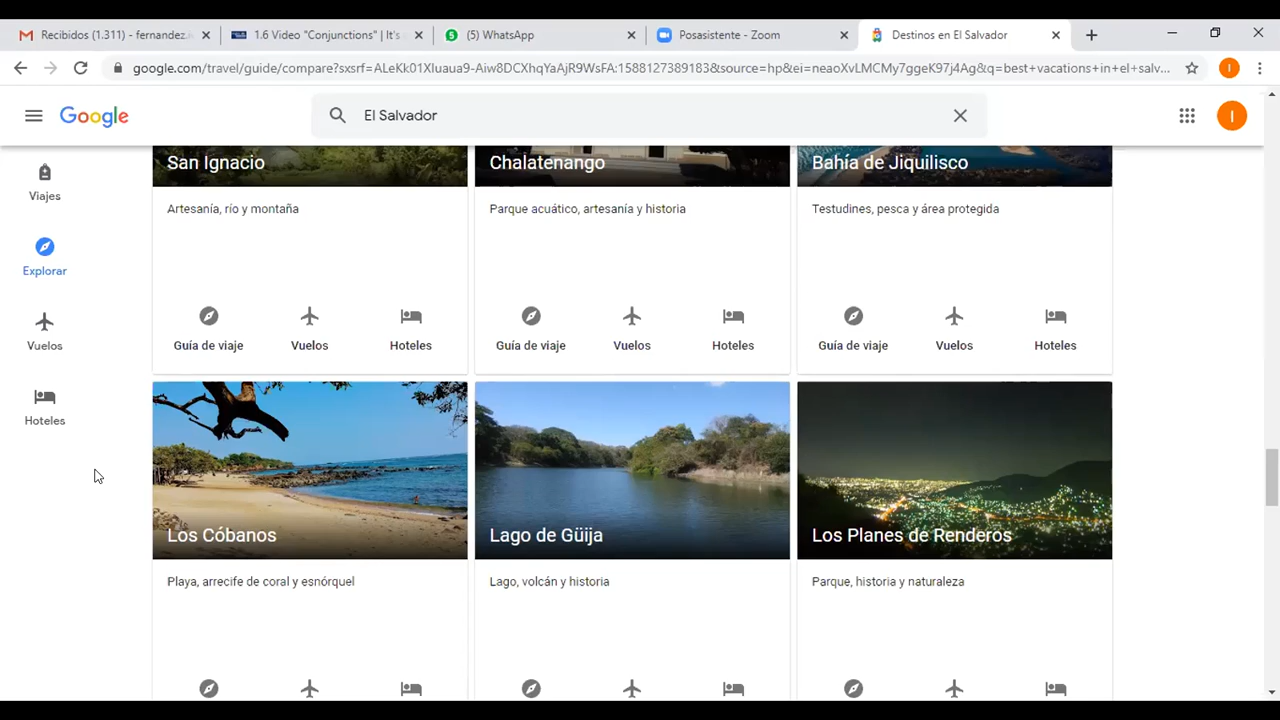 Recibidos (1.311) - fernandez.
1.6 Video "Conjunctions" | It's
(5) WhatsApp
Posasistente - Zoom
Destinos en El Salvador
google.com/travel/guide/compare?sxsrf=ALeKk01XIuaua9-Aiw8DCXhqYaAjR9WsFA:1588127389183&source=hp&ei=neaoXvLMCMy7ggeK97j4Ag&q=best+vacations+in+el+salv...
I
Google
El Salvador
I
San Ignacio
Chalatenango
Bahía de Jiquilisco
Viajes
Artesanía, río y montaña
Parque acuático, artesanía y historia
Testudines, pesca y área protegida
Explorar
Vuelos
Guía de viaje
Vuelos
Hoteles
Guía de viaje
Vuelos
Hoteles
Guía de viaje
Vuelos
Hoteles
Hoteles
Los Cóbanos
Lago de Güija
Los Planes de Renderos
Playa, arrecife de coral y esnórquel
Lago, volcán y historia
Parque, historia y naturaleza